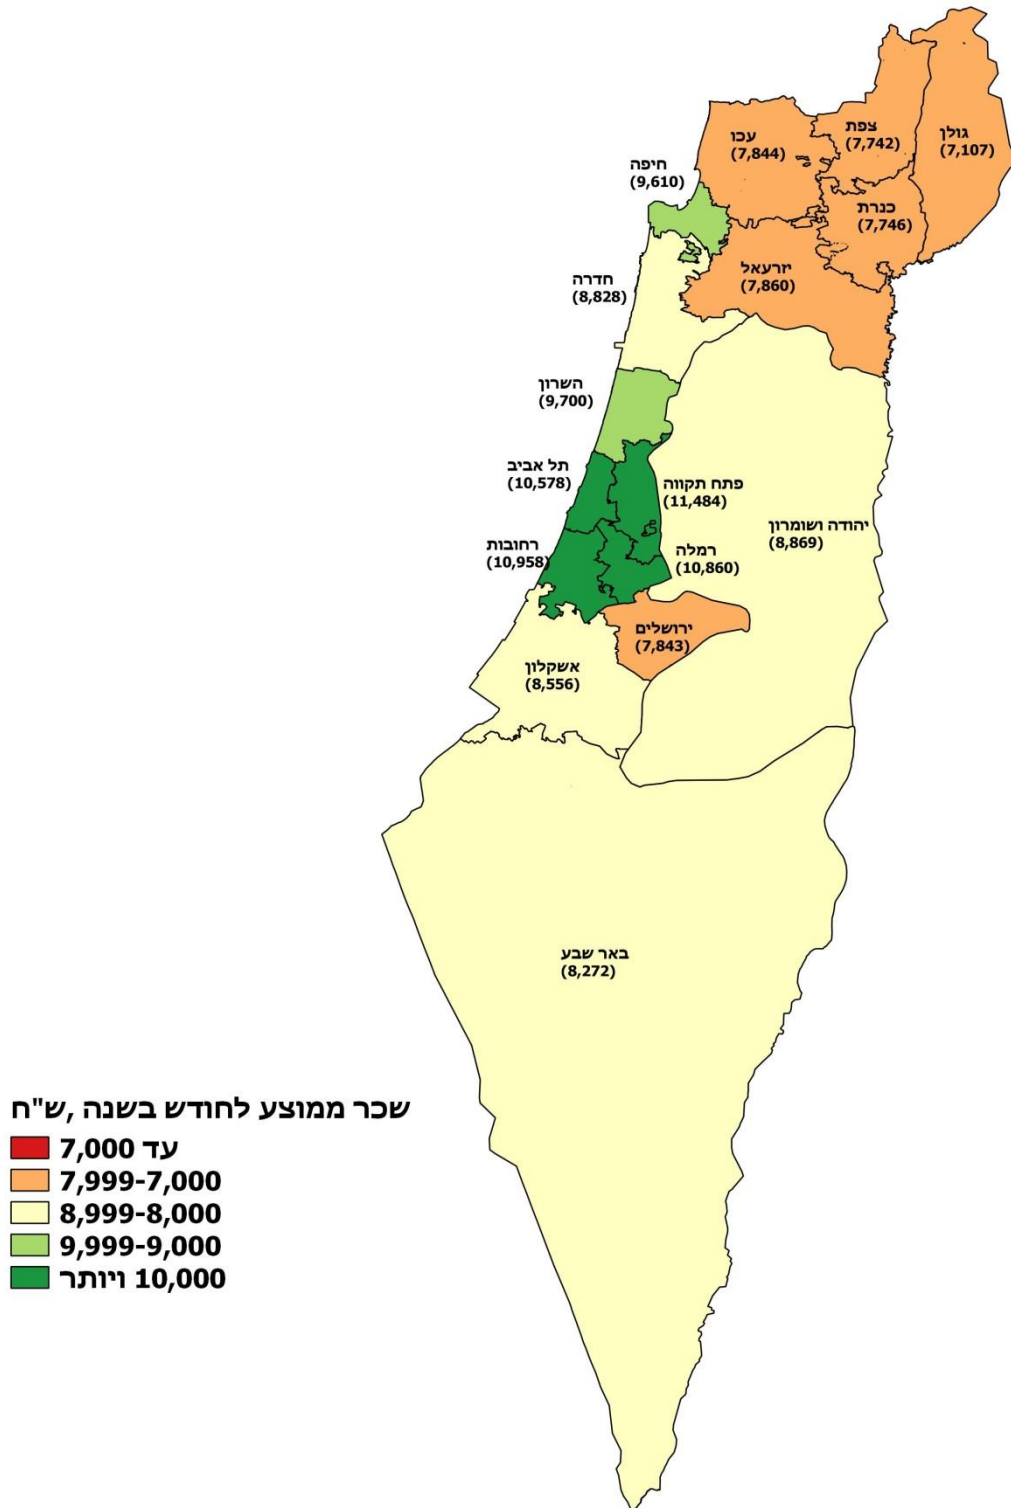 צפת
(7,742)
גולן
(7,107)
עכו
(7,844)
חיפה
(9,610)
כנרת
(7,746)
יזרעאל
(7,860)
חדרה
(8,828)
השרון
(9,700)
תל אביב
(10,578)
פתח תקווה
(11,484)
יהודה ושומרון
(8,869)
רחובות
(10,958)
רמלה
(10,860)
ירושלים
(7,843)
אשקלון
(8,556)
באר שבע
(8,272)
שכר ממוצע לחודש בשנה ,ש"ח
עד 7,000
7,999-7,000
8,999-8,000
9,999-9,000
10,000 ויותר